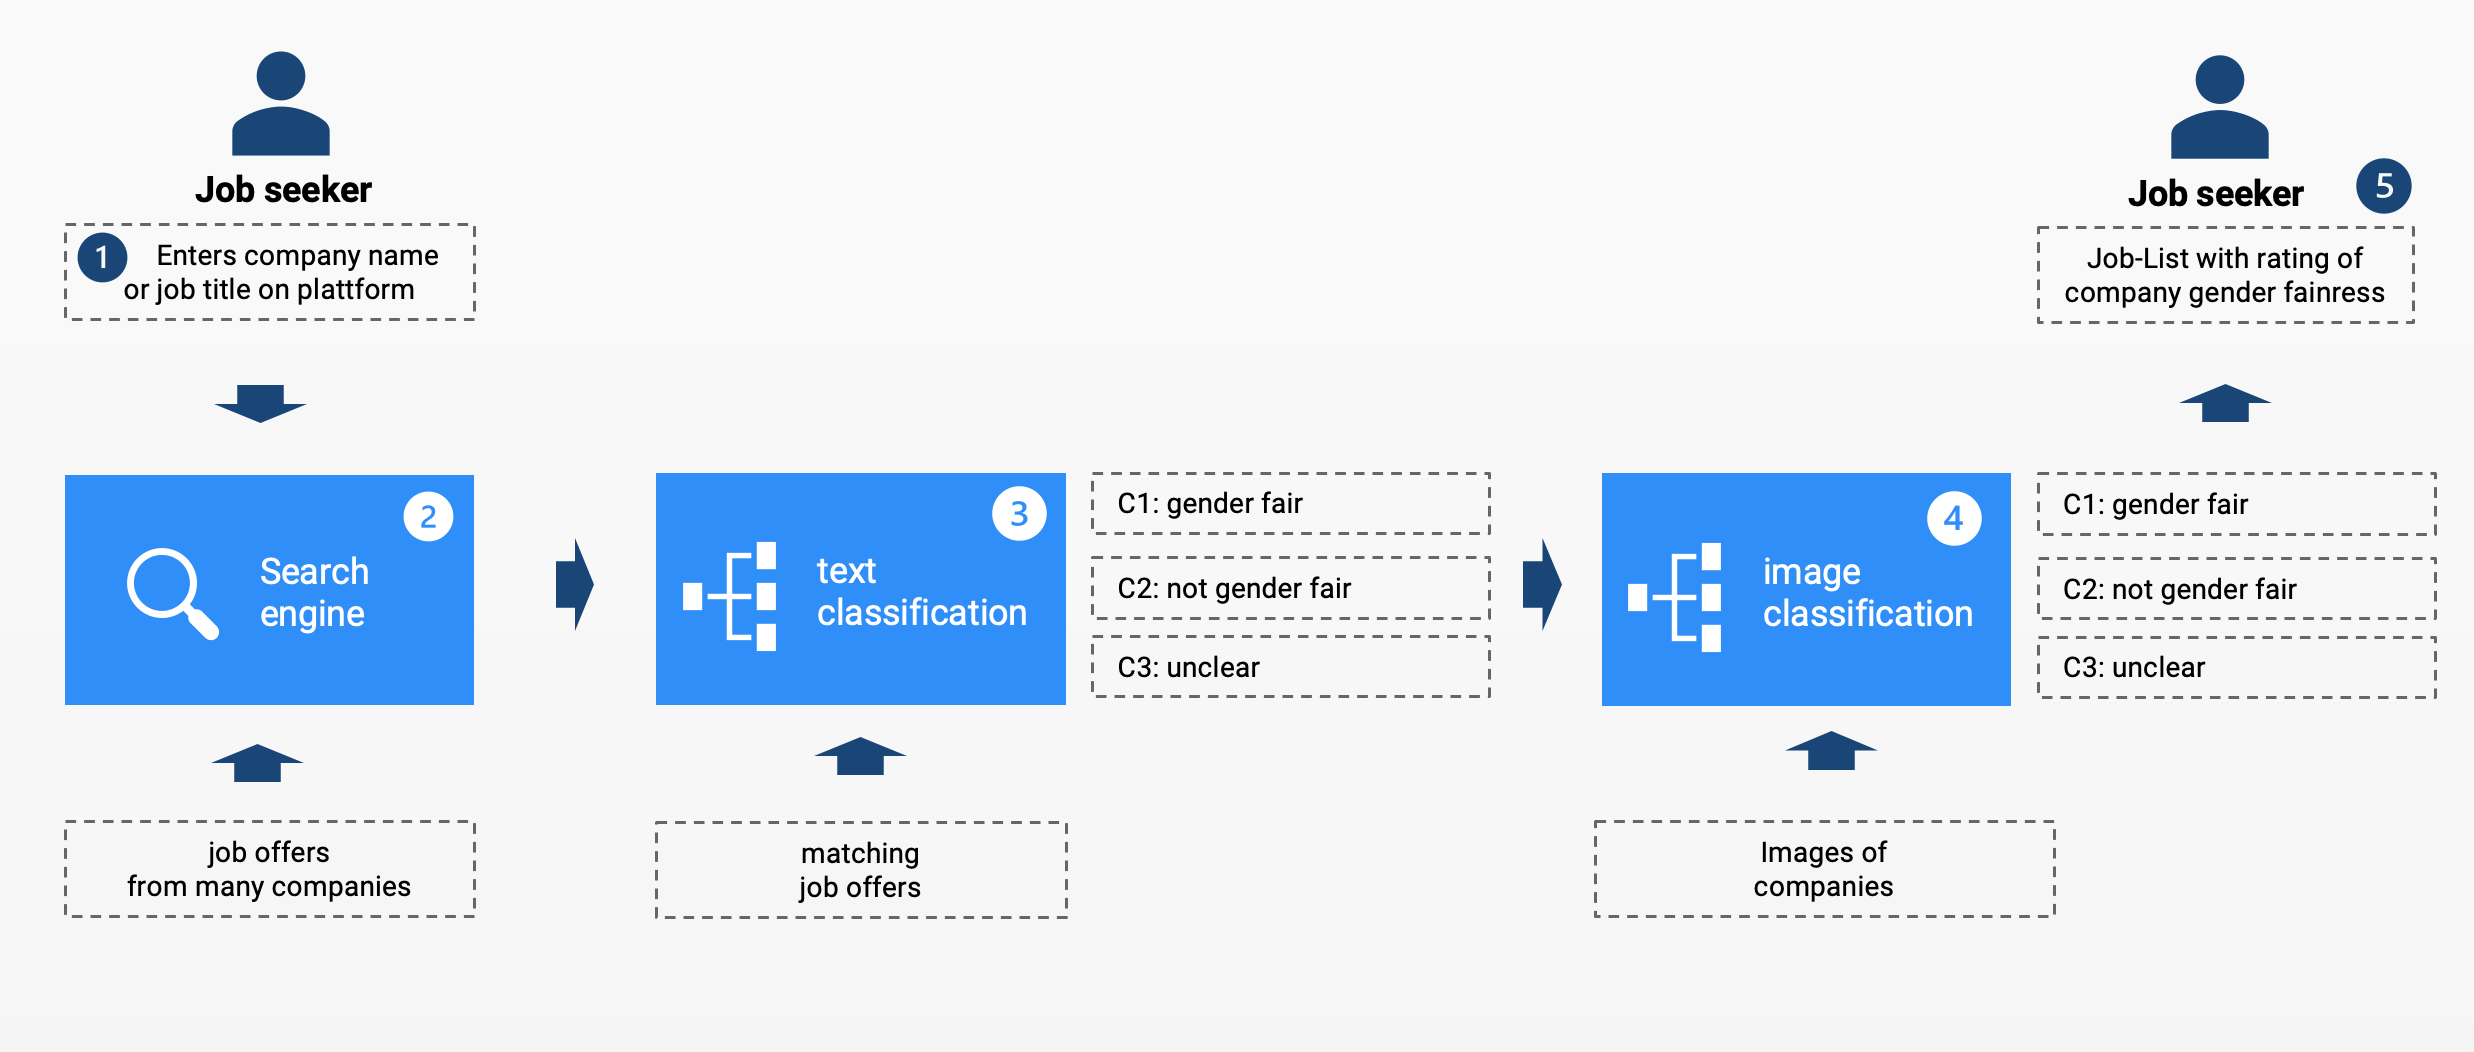 Job seeker
1
Enters company name
or job title on plattform
2
Search
engine
job offers
from many companies
3
text
classification
C1: gender fair
C2: not gender fair
C3: unclear
matching
job offers
4
image
classification
C1: gender fair
C2: not gender fair
C3: unclear
Images of
companies
Job seeker
5
Job-List with rating of
company gender fainress